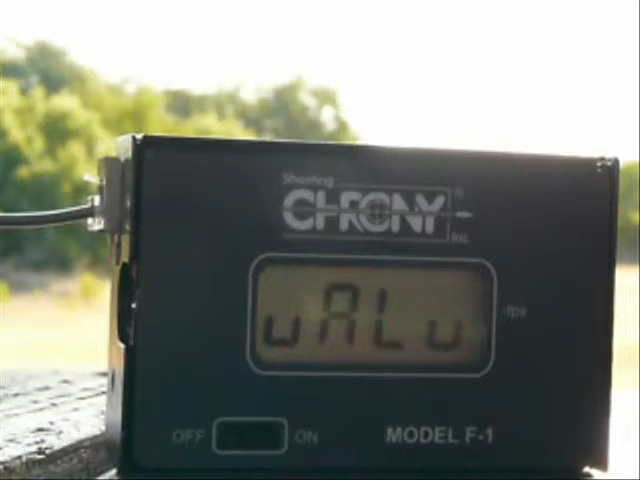 Shooting
CHRONY
Inc.
uALu
-fps
OFF ON
MODEL F-1